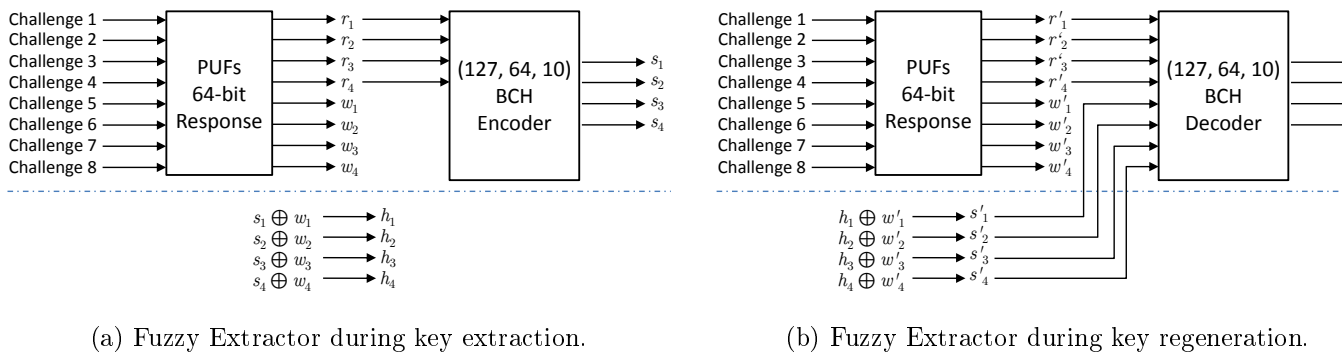 Challenge 1
Challenge 2
Challenge 3
Challenge 4
Challenge 5
Challenge 6
Challenge 7
Challenge 8
PUFs
64-bit
Response
r₁
r₂
r₃
r₄
w₁
w₂
w₃
w₄
(127, 64, 10)
BCH
Encoder
s₁
s₂
s₃
s₄
s₁ ⊕ w₁
h₁
s₂ ⊕ w₂
h₂
s₃ ⊕ w₃
h₃
s₄ ⊕ w₄
h₄
(a) Fuzzy Extractor during key extraction.
Challenge 1
Challenge 2
Challenge 3
Challenge 4
Challenge 5
Challenge 6
Challenge 7
Challenge 8
PUFs
64-bit
Response
r'₁
r‘₂
r‘₃
r'₄
w'₁
w'₂
w'₃
w'₄
(127, 64, 10)
BCH
Decoder
h₁ ⊕ w'₁
s'₁
h₂ ⊕ w'₂
s'₂
h₃ ⊕ w'₃
s'₃
h₄ ⊕ w'₄
s'₄
(b) Fuzzy Extractor during key regeneration.